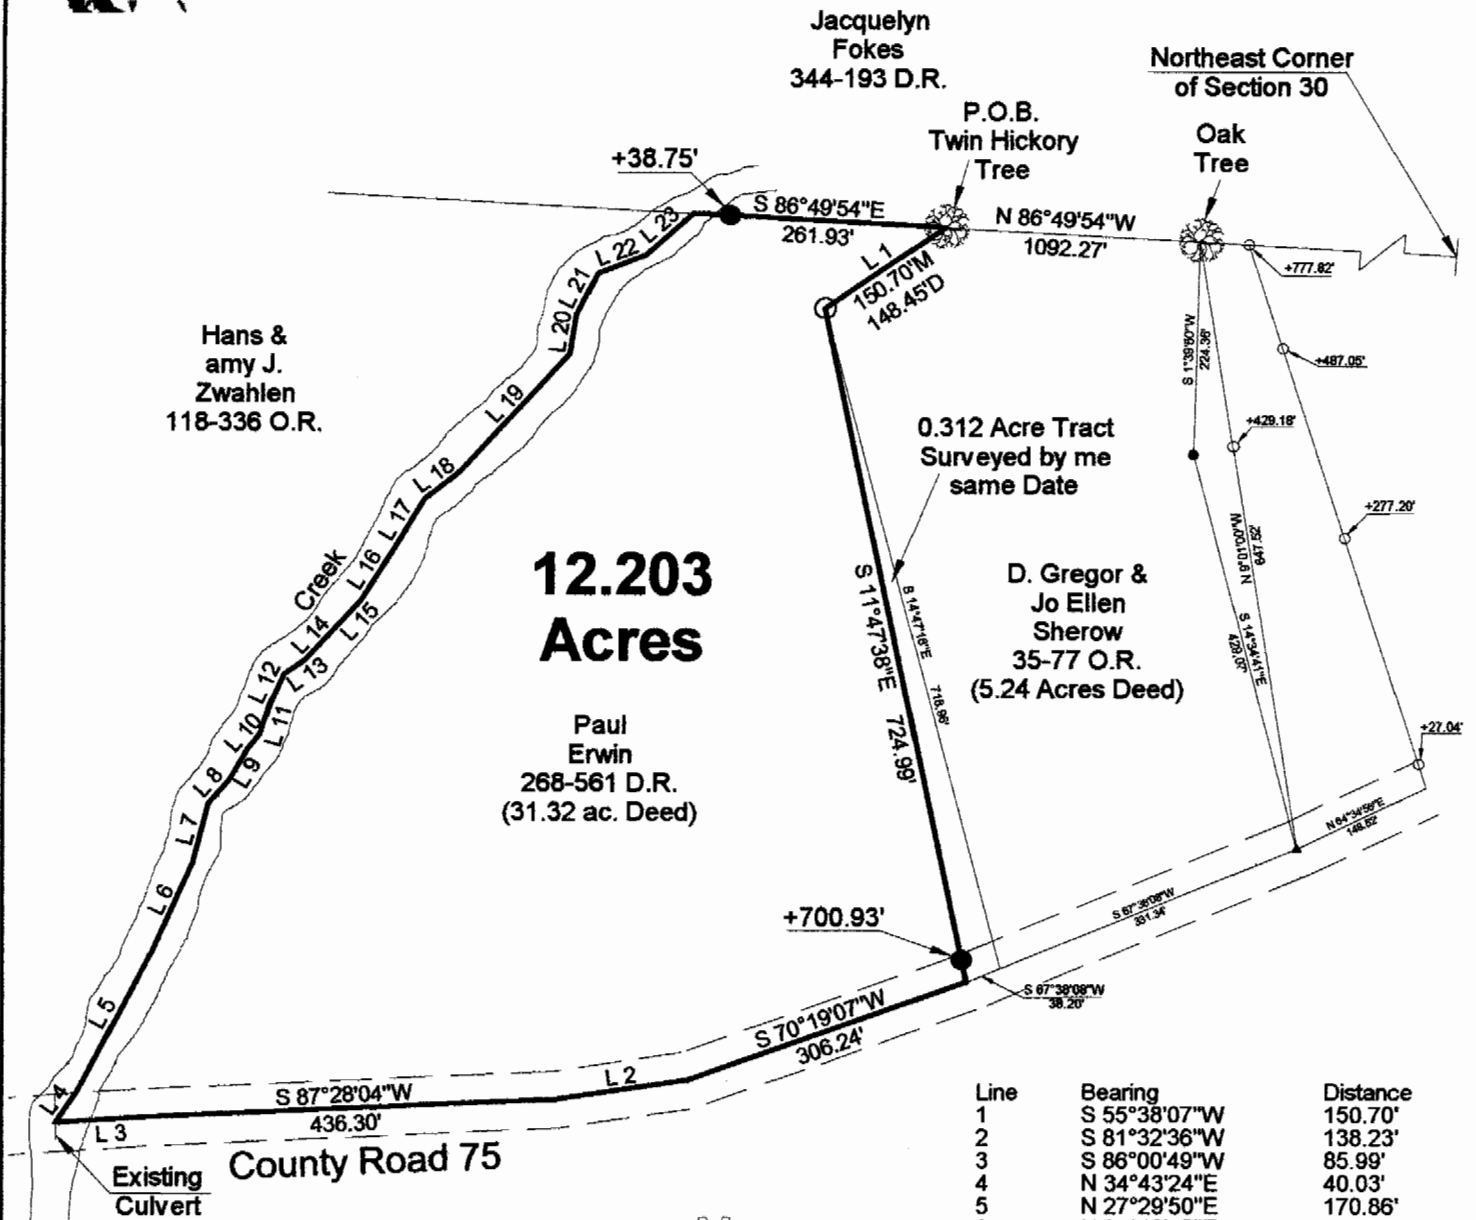 Jacquelyn
Fokes
344-193 D.R.
Northeast Corner
of Section 30
P.O.B.
Twin Hickory
Tree
Oak
Tree
+38.75'
S 86°49'54"E
261.93'
N 86°49'54"W
1092.27'
+777.82'
L 1
150.70'M
148.45'D
L 23
L 22
L 21
L 20
L 19
L 18
L 17
L 16
L 15
L 14
L 13
L 12
L 11
L 10
L 9
L 8
L 7
L 6
L 5
L 4
Creek
Hans &
amy J.
Zwahlen
118-336 O.R.
S 1°39'50"W
224.36'
+487.05'
+429.18'
+277.20'
0.312 Acre Tract
Surveyed by me
same Date
12.203
Acres
Paul
Erwin
268-561 D.R.
(31.32 ac. Deed)
S 11°47'38"E 724.99'
S 14°47'18"E
718.96'
D. Gregor &
Jo Ellen
Sherow
35-77 O.R.
(5.24 Acres Deed)
N 9°01'00"W
647.52'
S 14°34'41"E
429.07'
+27.04'
N 64°34'56"E
+700.93'
S 67°38'08"W
331.34'
S 67°38'08"W
38.20'
S 70°19'07"W
306.24'
L 2
S 87°28'04"W
436.30'
L 3
County Road 75
Existing
Culvert
Line Bearing Distance
1 S 55°38'07"W 150.70'
2 S 81°32'36"W 138.23'
3 S 86°00'49"W 85.99'
4 N 34°43'24"E 40.03'
5 N 27°29'50"E 170.86'